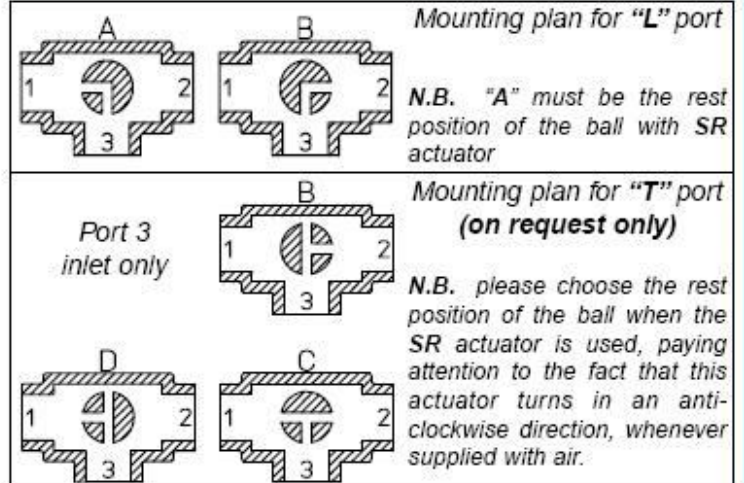 A
B
1
2
3
1
2
3
Mounting plan for “L” port
N.B. “A” must be the rest
position of the ball with SR
actuator
Port 3
inlet only
B
1
2
3
Mounting plan for “T” port
(on request only)
D
C
1
2
3
1
2
3
N.B. please choose the rest
position of the ball when the
SR actuator is used, paying
attention to the fact that this
actuator turns in an anti-
clockwise direction, whenever
supplied with air.